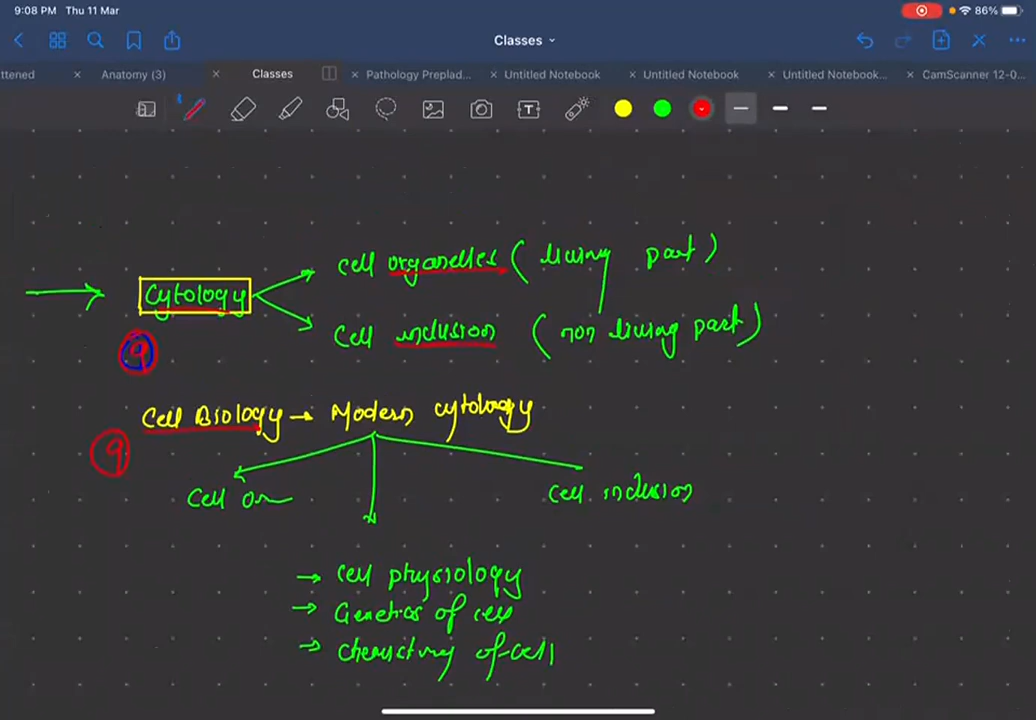 9:08 PM Thu 11 Mar
86%
Classes
ttened
Anatomy (3)
Classes
Pathology Preplad...
Untitled Notebook
Untitled Notebook
Untitled Notebook...
CamScanner 12-0...
T
Cell organelles (living part)
Cytology
Cell inclusion (non living part)
9
Cell Biology → Modern cytology
9
Cell or
Cell inclusion
→ Cell physiology
→ Genetics of cell
→ Chemistry of cell